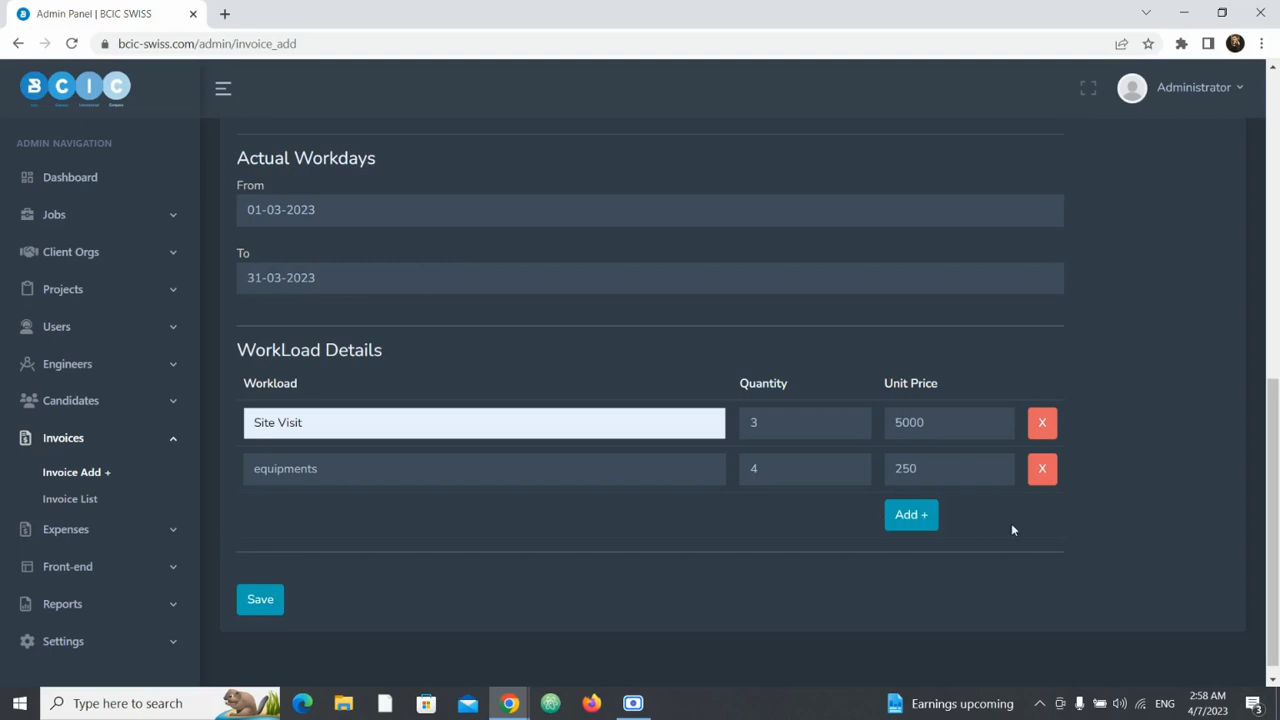 Admin Panel | BCIC SWISS
bcic-swiss.com/admin/invoice_add
B C I C
Administrator
ADMIN NAVIGATION
Dashboard
Jobs
Client Orgs
Projects
Users
Engineers
Candidates
Invoices
Invoice Add +
Invoice List
Expenses
Front-end
Reports
Settings
Actual Workdays
From
01-03-2023
To
31-03-2023
WorkLoad Details
Workload Quantity Unit Price
Site Visit 3 5000 X
equipments 4 250 X
Add +
Save
Type here to search
Earnings upcoming
ENG
2:58 AM
4/7/2023
3